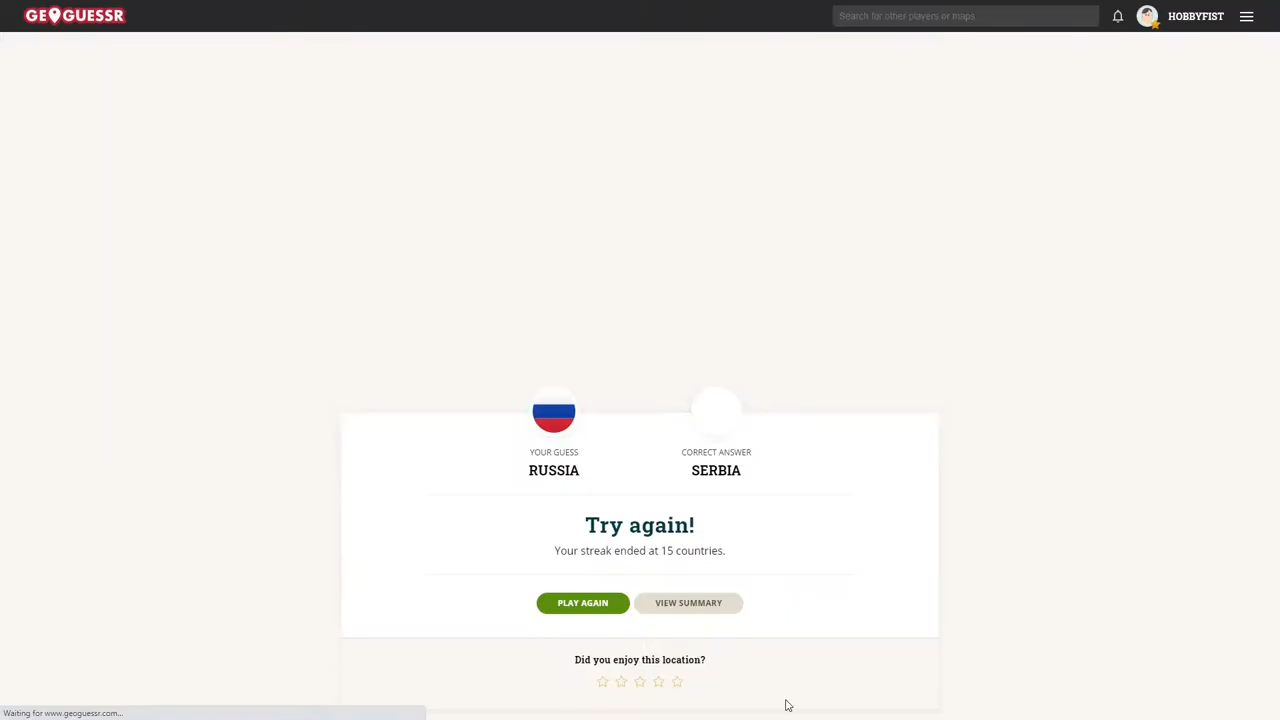 GEOGUESSR
Search for other players or maps
HOBBYFIST
YOUR GUESS
RUSSIA
CORRECT ANSWER
SERBIA
Try again!
Your streak ended at 15 countries.
PLAY AGAIN
VIEW SUMMARY
Did you enjoy this location?
Waiting for www.geoguessr.com...